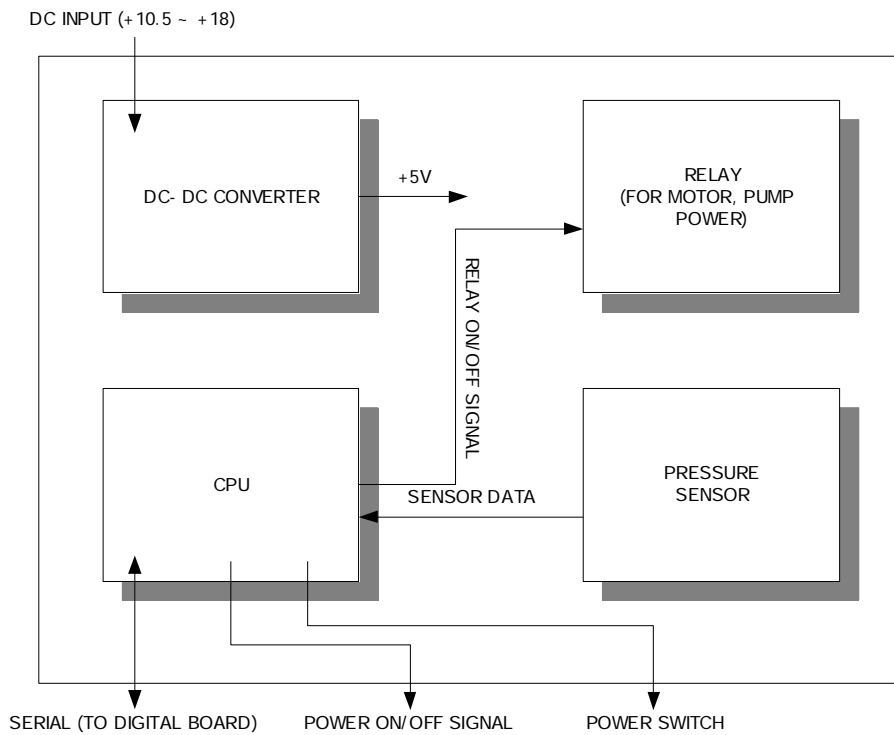 DC INPUT (+10.5 ~ +18)
DC- DC CONVERTER
+5V
RELAY
(FOR MOTOR, PUMP
POWER)
RELAY ON/OFF SIGNAL
CPU
SENSOR DATA
PRESSURE
SENSOR
SERIAL (TO DIGITAL BOARD)
POWER ON/OFF SIGNAL
POWER SWITCH